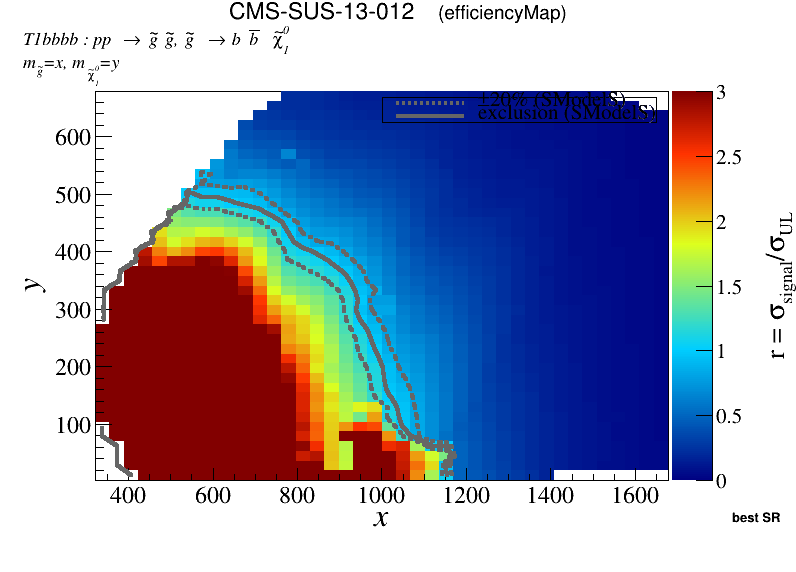 CMS-SUS-13-012 (efficiencyMap)
T1bbbb : pp → g̃ g̃, g̃ → b b̅ χ̃₁⁰
m_g̃=x, m_χ̃₁⁰=y
±20% (SModelS)
exclusion (SModelS)
600
500
400
300
200
100
y
400 600 800 1000 1200 1400 1600
x
3
2.5
2
1.5
1
0.5
0
r = σ_signal/σ_UL
best SR